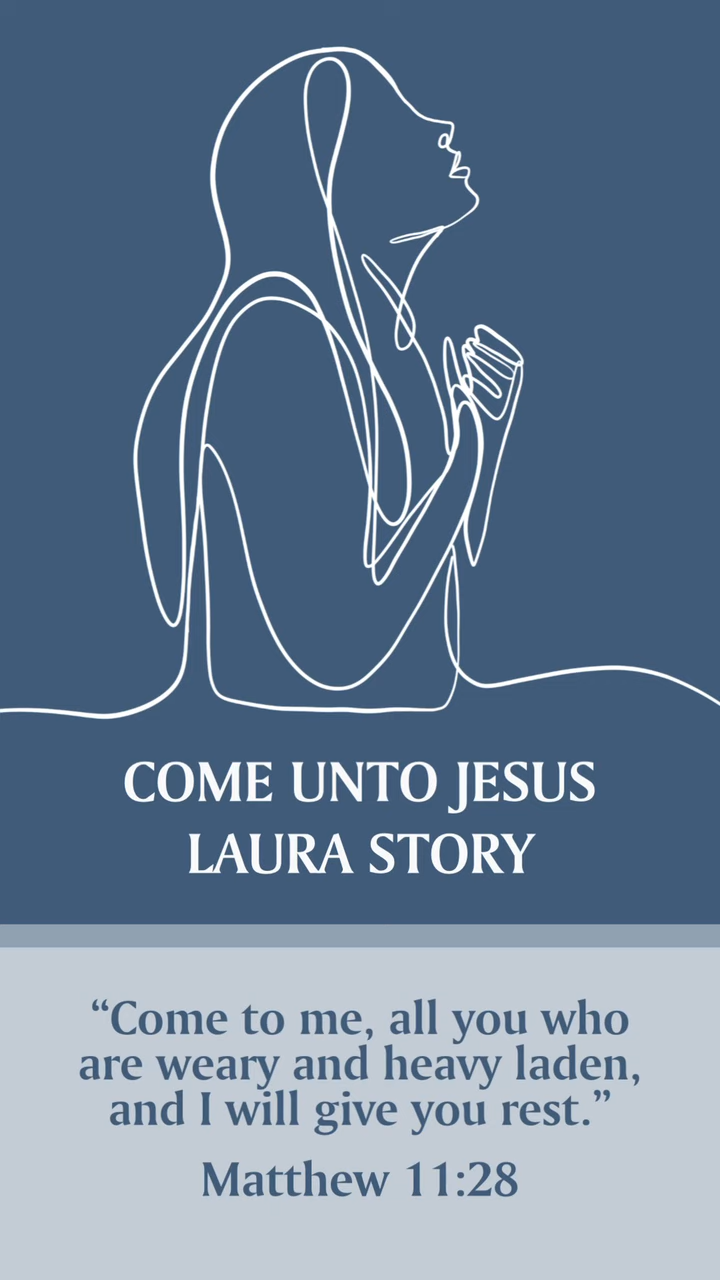 COME UNTO JESUS
LAURA STORY
“Come to me, all you who
are weary and heavy laden,
and I will give you rest.”
Matthew 11:28